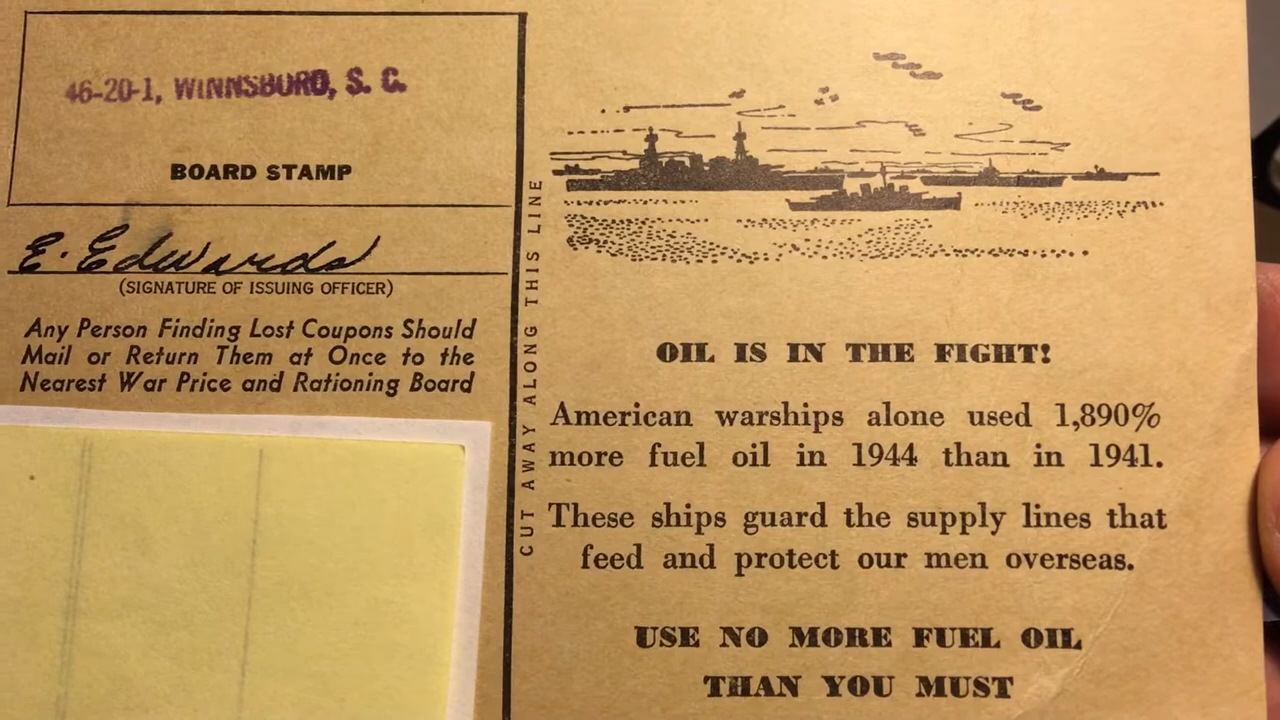 46-20-1, WINNSBORO, S. C.
BOARD STAMP
E. Edwards
(SIGNATURE OF ISSUING OFFICER)
Any Person Finding Lost Coupons Should
Mail or Return Them at Once to the
Nearest War Price and Rationing Board
CUT AWAY ALONG THIS LINE
OIL IS IN THE FIGHT!
American warships alone used 1,890%
more fuel oil in 1944 than in 1941.
These ships guard the supply lines that
feed and protect our men overseas.
USE NO MORE FUEL OIL
THAN YOU MUST